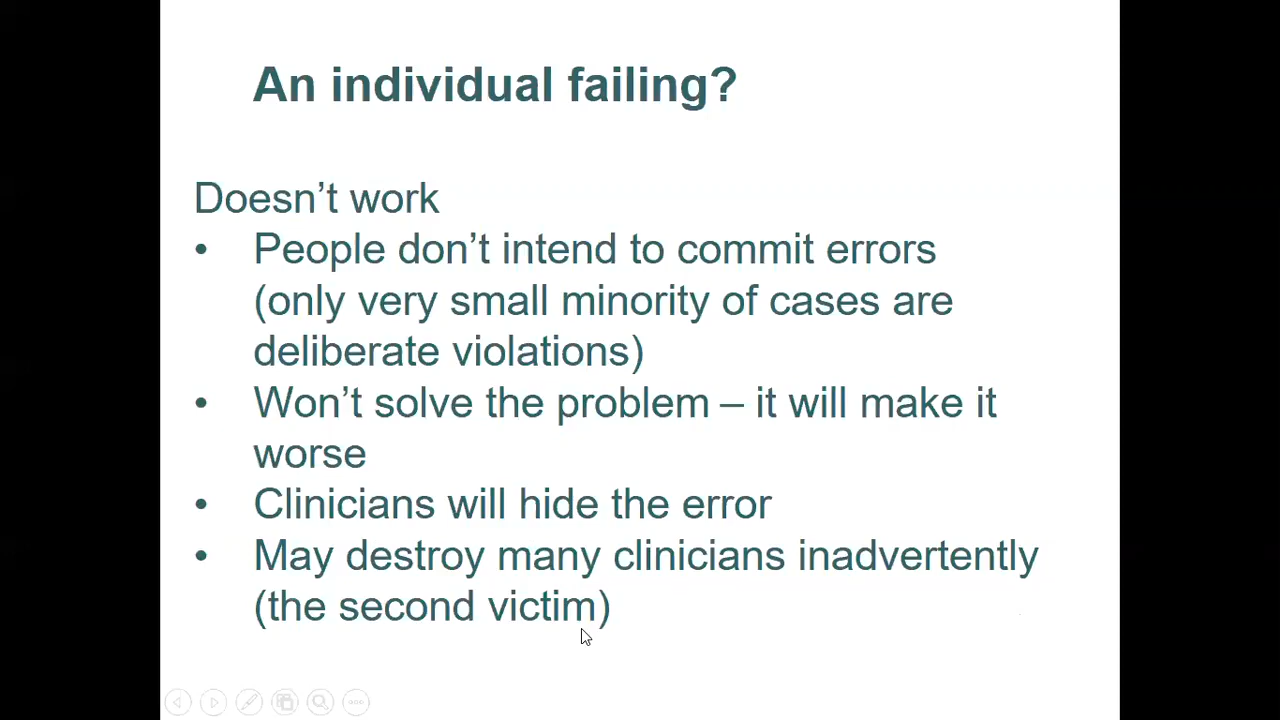 An individual failing?
Doesn’t work
• People don’t intend to commit errors
(only very small minority of cases are
deliberate violations)
• Won’t solve the problem – it will make it
worse
• Clinicians will hide the error
• May destroy many clinicians inadvertently
(the second victim)